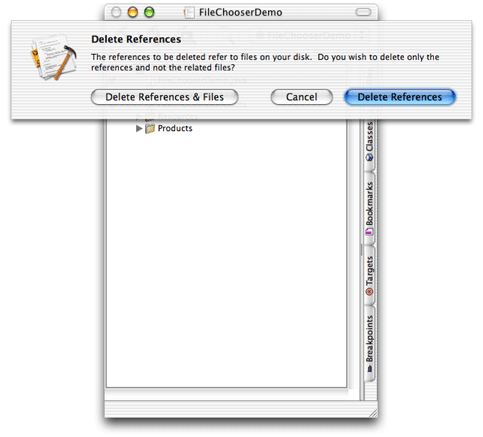 FileChooserDemo
Delete References
The references to be deleted refer to files on your disk. Do you wish to delete only the
references and not the related files?
Delete References & Files
Cancel
Delete References
Products
Classes
Bookmarks
Targets
Breakpoints